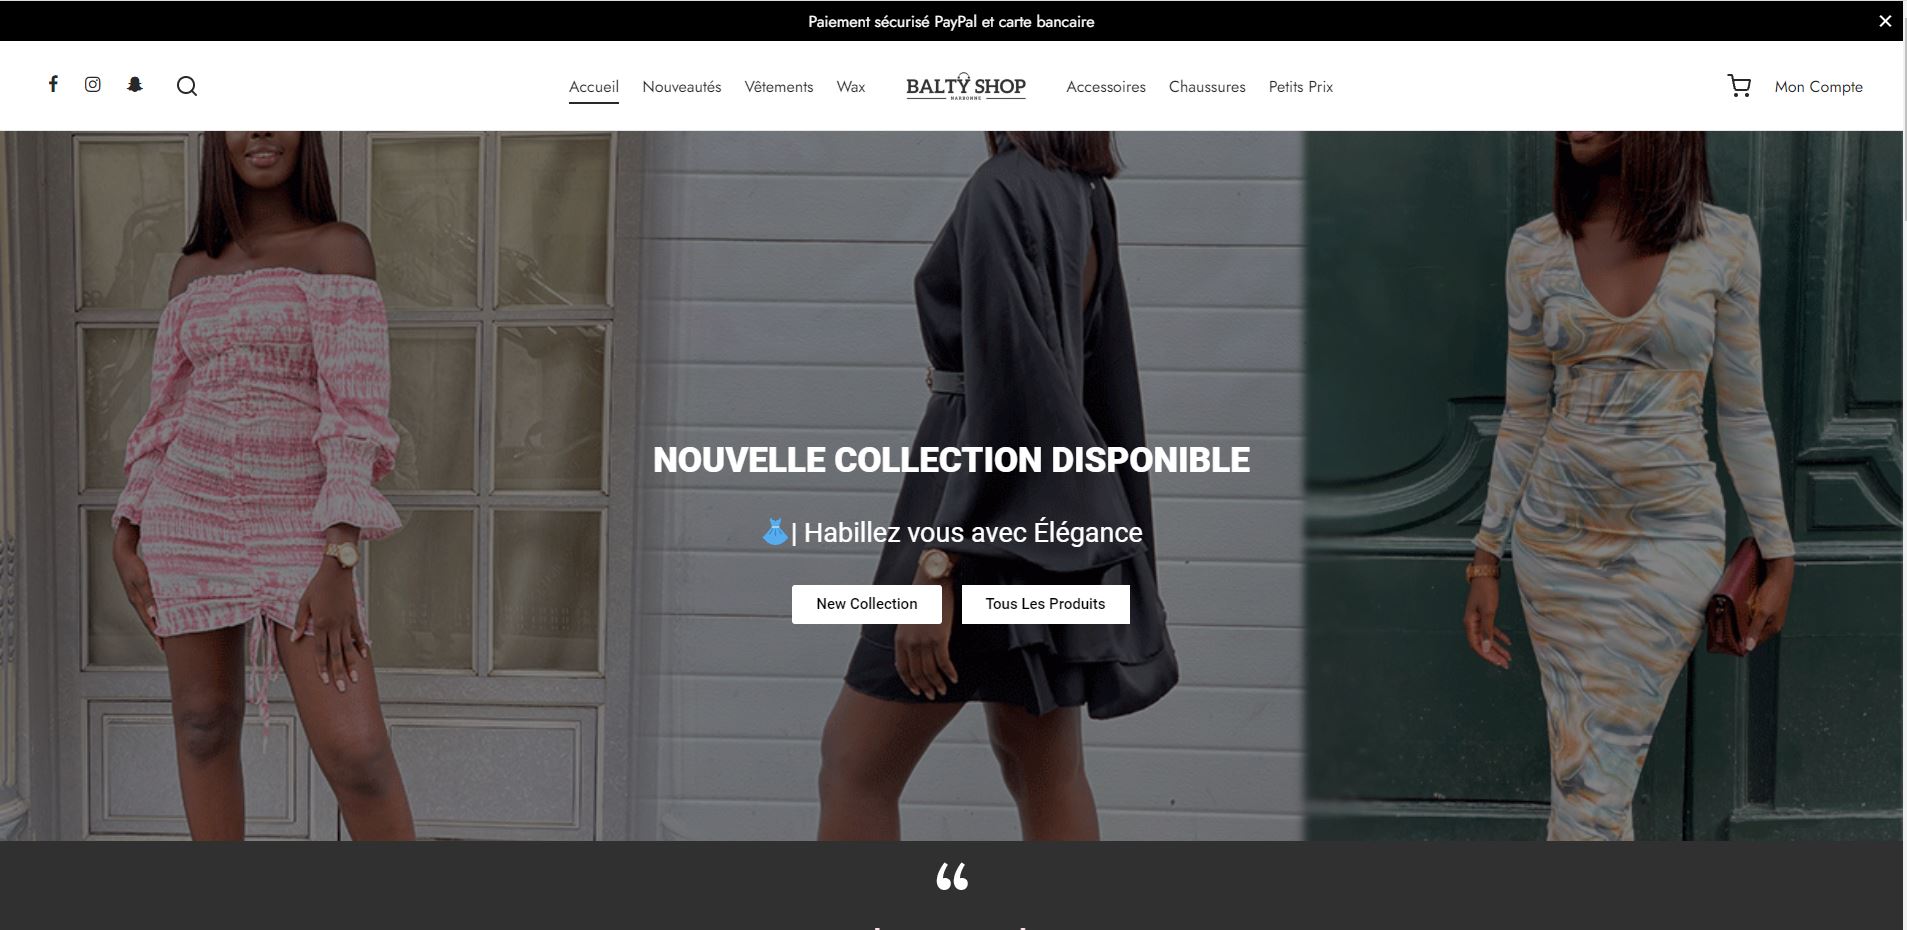 Paiement sécurisé PayPal et carte bancaire
Accueil Nouveautés Vêtements Wax BALTY SHOP Accessoires Chaussures Petits Prix Mon Compte
NARBONNE
NOUVELLE COLLECTION DISPONIBLE
👗| Habillez vous avec Élégance
New Collection Tous Les Produits
“